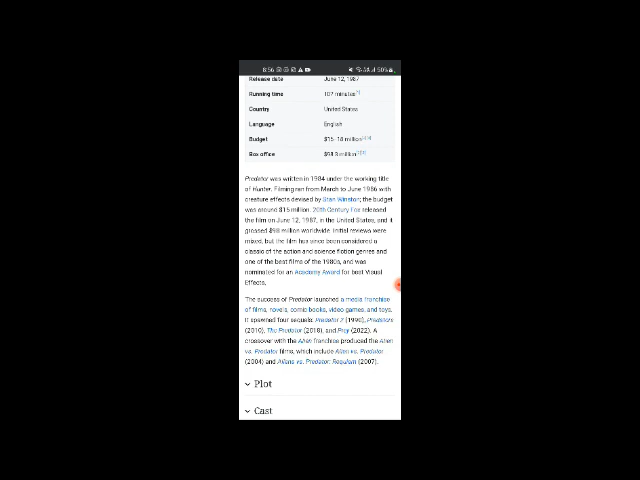 8:56
50%
Release date June 12, 1987
Running time 107 minutes
Country United States
Language English
Budget $15–18 million
Box office $98.3 million
Predator was written in 1984 under the working title
of Hunter. Filming ran from March to June 1986 with
creature effects devised by Stan Winston; the budget
was around $15 million. 20th Century Fox released
the film on June 12, 1987, in the United States, and it
grossed $98 million worldwide. Initial reviews were
mixed, but the film has since been considered a
classic of the action and science fiction genres and
one of the best films of the 1980s, and was
nominated for an Academy Award for best Visual
Effects.
The success of Predator launched a media franchise
of films, novels, comic books, video games, and toys.
It spawned four sequels: Predator 2 (1990), Predators
(2010), The Predator (2018), and Prey (2022). A
crossover with the Alien franchise produced the Alien
vs. Predator films, which include Alien vs. Predator
(2004) and Aliens vs. Predator: Requiem (2007).
Plot
Cast